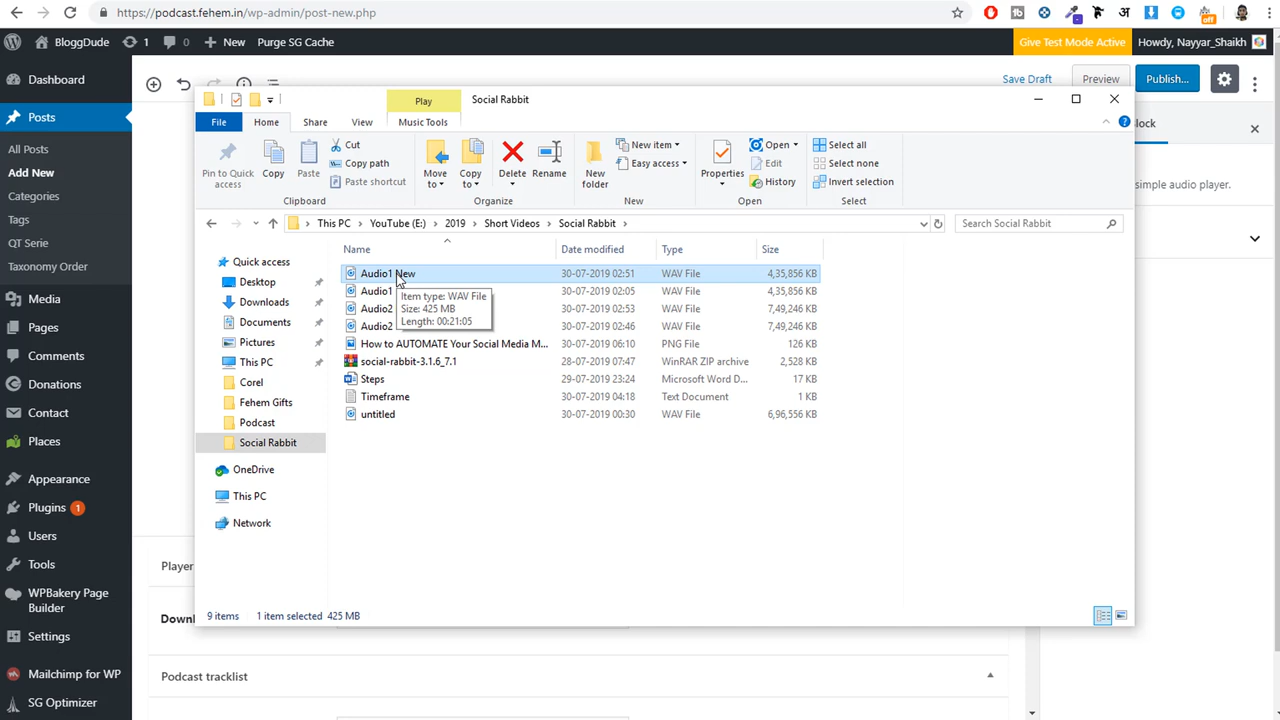 https://podcast.fehem.in/wp-admin/post-new.php
अ
off
BloggDude
1
0
New
Purge SG Cache
Give Test Mode Active
Howdy, Nayyar_Shaikh
Dashboard
Posts
All Posts
Add New
Categories
Tags
QT Serie
Taxonomy Order
Media
Pages
Comments
Donations
Contact
Places
Appearance
Plugins 1
Users
Tools
WPBakery Page
Builder
Settings
Mailchimp for WP
SG Optimizer
Save Draft
Preview
Publish...
lock
simple audio player.
Play
Social Rabbit
File
Home
Share
View
Music Tools
Pin to Quick
access
Copy
Paste
Cut
Copy path
Paste shortcut
Clipboard
Move
to
Copy
to
Delete
Rename
Organize
New
folder
New item
Easy access
New
Properties
Open
Edit
History
Open
Select all
Select none
Invert selection
Select
This PC
YouTube (E:)
2019
Short Videos
Social Rabbit
Search Social Rabbit
Quick access
Desktop
Downloads
Documents
Pictures
This PC
Corel
Fehem Gifts
Podcast
Social Rabbit
OneDrive
This PC
Network
Name Date modified Type Size
Audio1 New 30-07-2019 02:51 WAV File 4,35,856 KB
Audio1 30-07-2019 02:05 WAV File 4,35,856 KB
Audio2 30-07-2019 02:53 WAV File 7,49,246 KB
Audio2 30-07-2019 02:46 WAV File 7,49,246 KB
How to AUTOMATE Your Social Media M... 30-07-2019 06:10 PNG File 126 KB
social-rabbit-3.1.6_7.1 28-07-2019 07:47 WinRAR ZIP archive 2,528 KB
Steps 29-07-2019 23:24 Microsoft Word D... 17 KB
Timeframe 30-07-2019 04:18 Text Document 1 KB
untitled 30-07-2019 00:30 WAV File 6,96,556 KB
Item type: WAV File
Size: 425 MB
Length: 00:21:05
9 items
1 item selected 425 MB
Player
Downl
Podcast tracklist